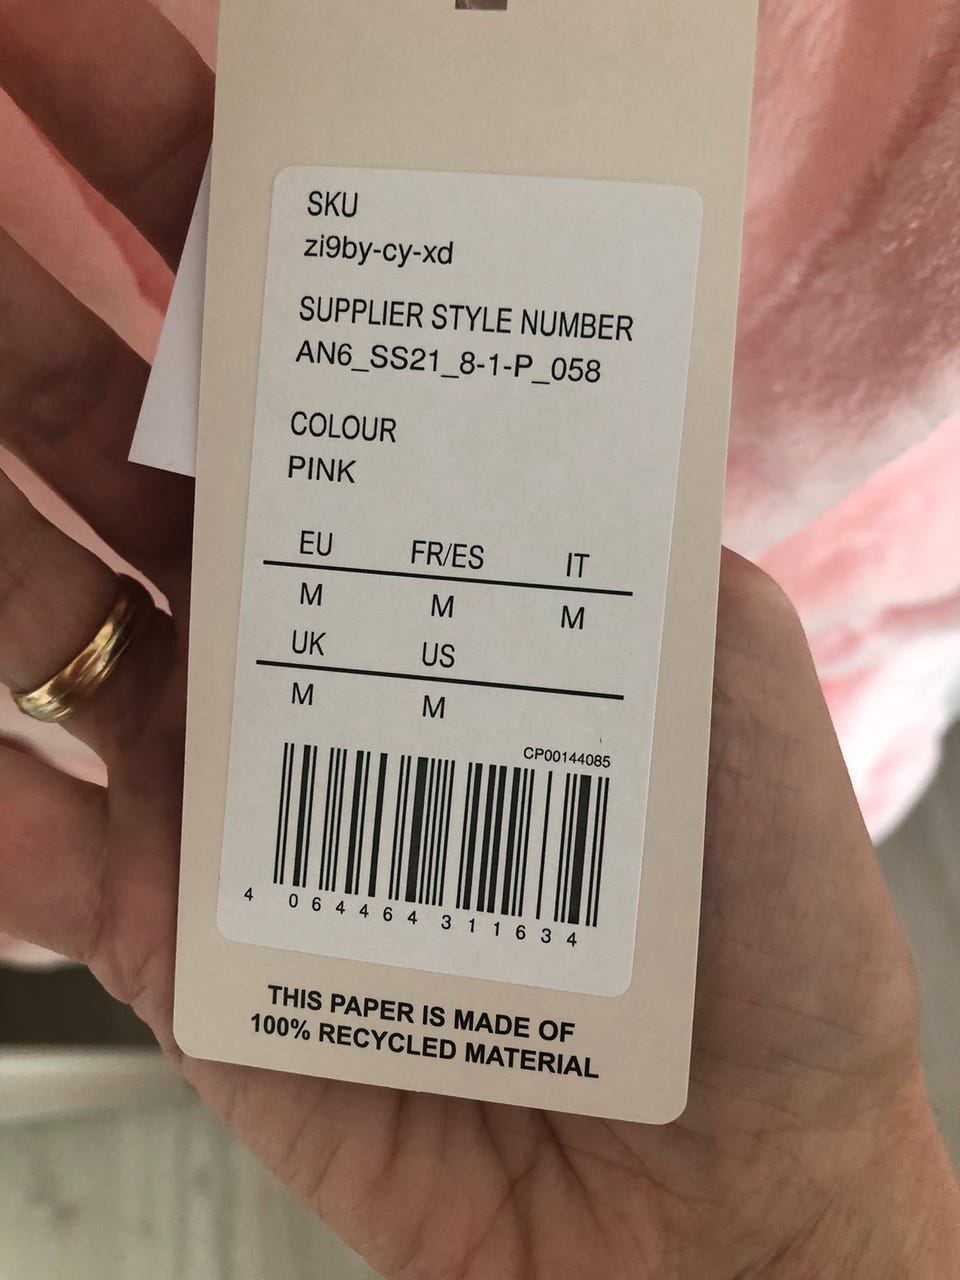 SKU
zi9by-cy-xd
SUPPLIER STYLE NUMBER
AN6_SS21_8-1-P_058
COLOUR
PINK
EU FR/ES IT
M M M
UK US
M M
CP00144085
4 064464 311634
THIS PAPER IS MADE OF
100% RECYCLED MATERIAL